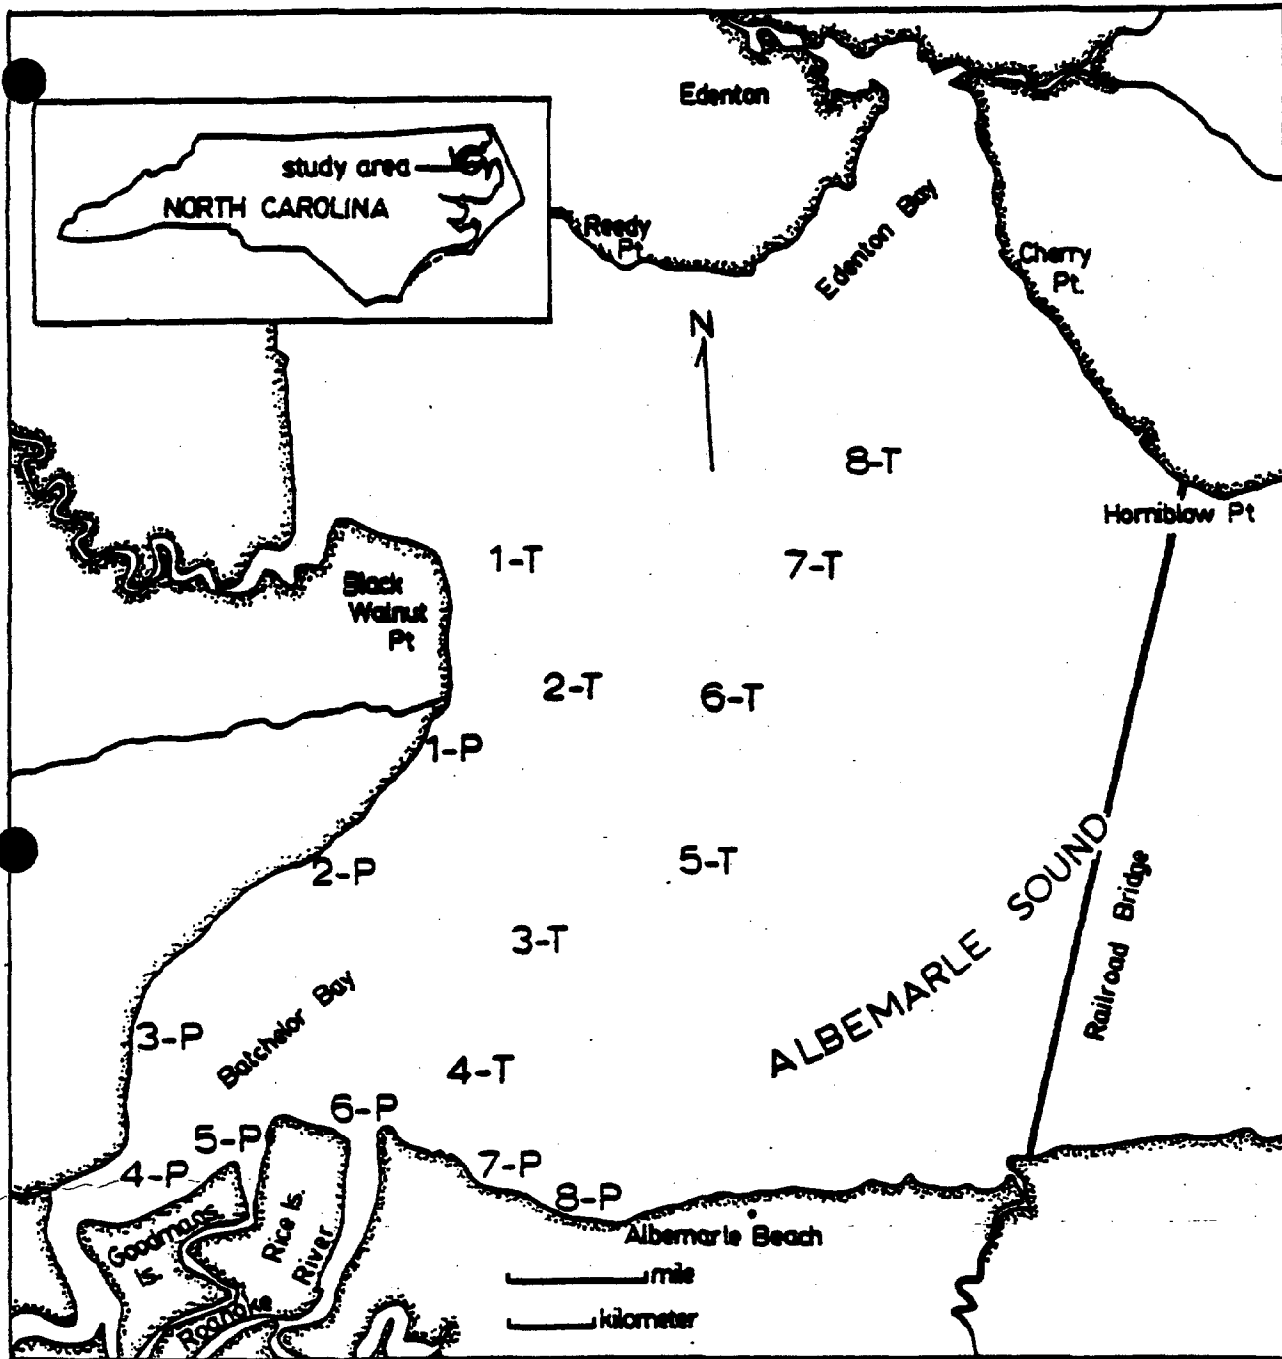 Edenton
study area
NORTH CAROLINA
Reedy
Pt
Edenton Bay
Cherry
Pt.
N
8-T
Horniblow Pt
1-T
7-T
Black
Walnut
Pt
2-T
6-T
1-P
5-T
2-P
3-T
ALBEMARLE SOUND
Railroad Bridge
Batchelor Bay
3-P
4-T
6-P
5-P
4-P
7-P
8-P
Goodmans
Is.
Rice Is.
River
Roanoke
Albemarle Beach
mile
kilometer